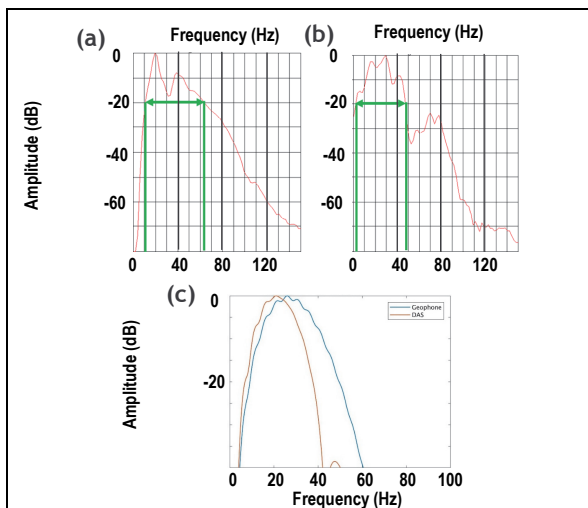 (a) Frequency (Hz) (b) Frequency (Hz)
0
-20
-40
-60
0
-20
-40
-60
Amplitude (dB)
0 40 80 120
0 40 80 120
(c)
0
-20
Amplitude (dB)
Geophone
DAS
0 20 40 60 80 100
Frequency (Hz)